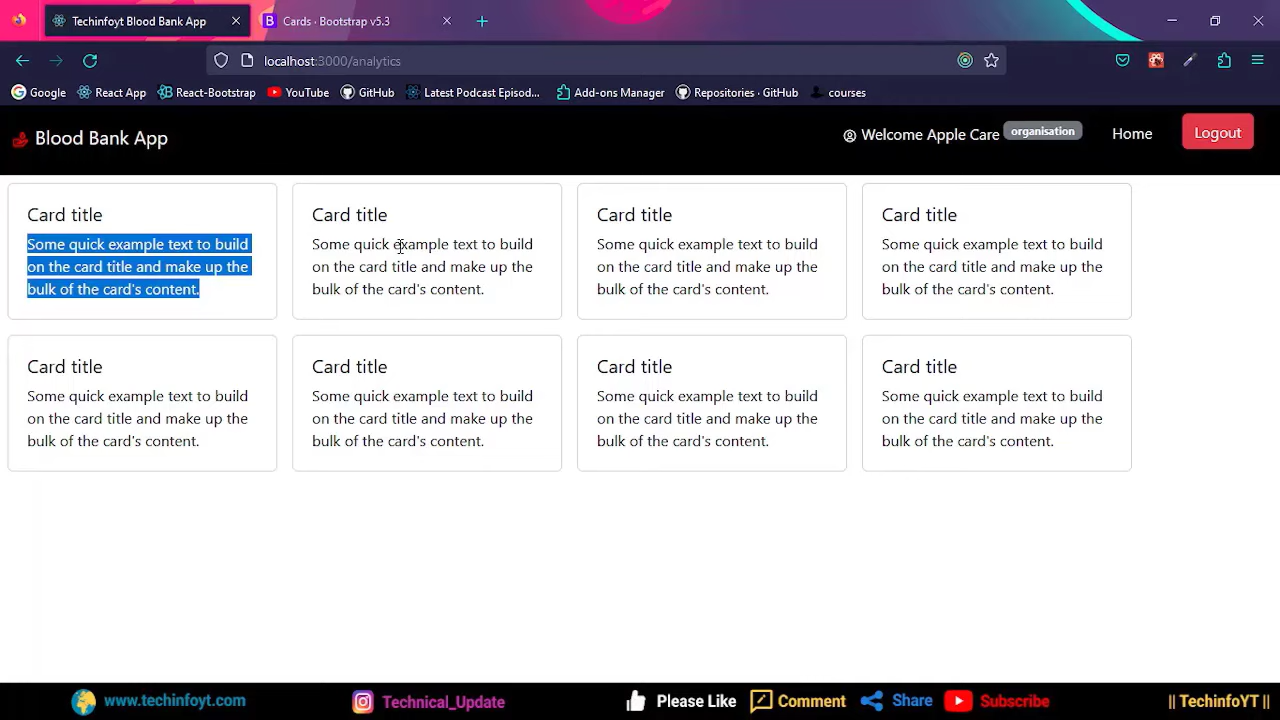 Techinfoyt Blood Bank App
Cards · Bootstrap v5.3
localhost:3000/analytics
Google
React App
React-Bootstrap
YouTube
GitHub
Latest Podcast Episod...
Add-ons Manager
Repositories · GitHub
courses
Blood Bank App
Welcome Apple Care
organisation
Home
Logout
Card title
Some quick example text to build
on the card title and make up the
bulk of the card's content.
Card title
Some quick example text to build
on the card title and make up the
bulk of the card's content.
Card title
Some quick example text to build
on the card title and make up the
bulk of the card's content.
Card title
Some quick example text to build
on the card title and make up the
bulk of the card's content.
Card title
Some quick example text to build
on the card title and make up the
bulk of the card's content.
Card title
Some quick example text to build
on the card title and make up the
bulk of the card's content.
Card title
Some quick example text to build
on the card title and make up the
bulk of the card's content.
Card title
Some quick example text to build
on the card title and make up the
bulk of the card's content.
www.techinfoyt.com
Technical_Update
Please Like
Comment
Share
Subscribe
|| TechinfoYT ||